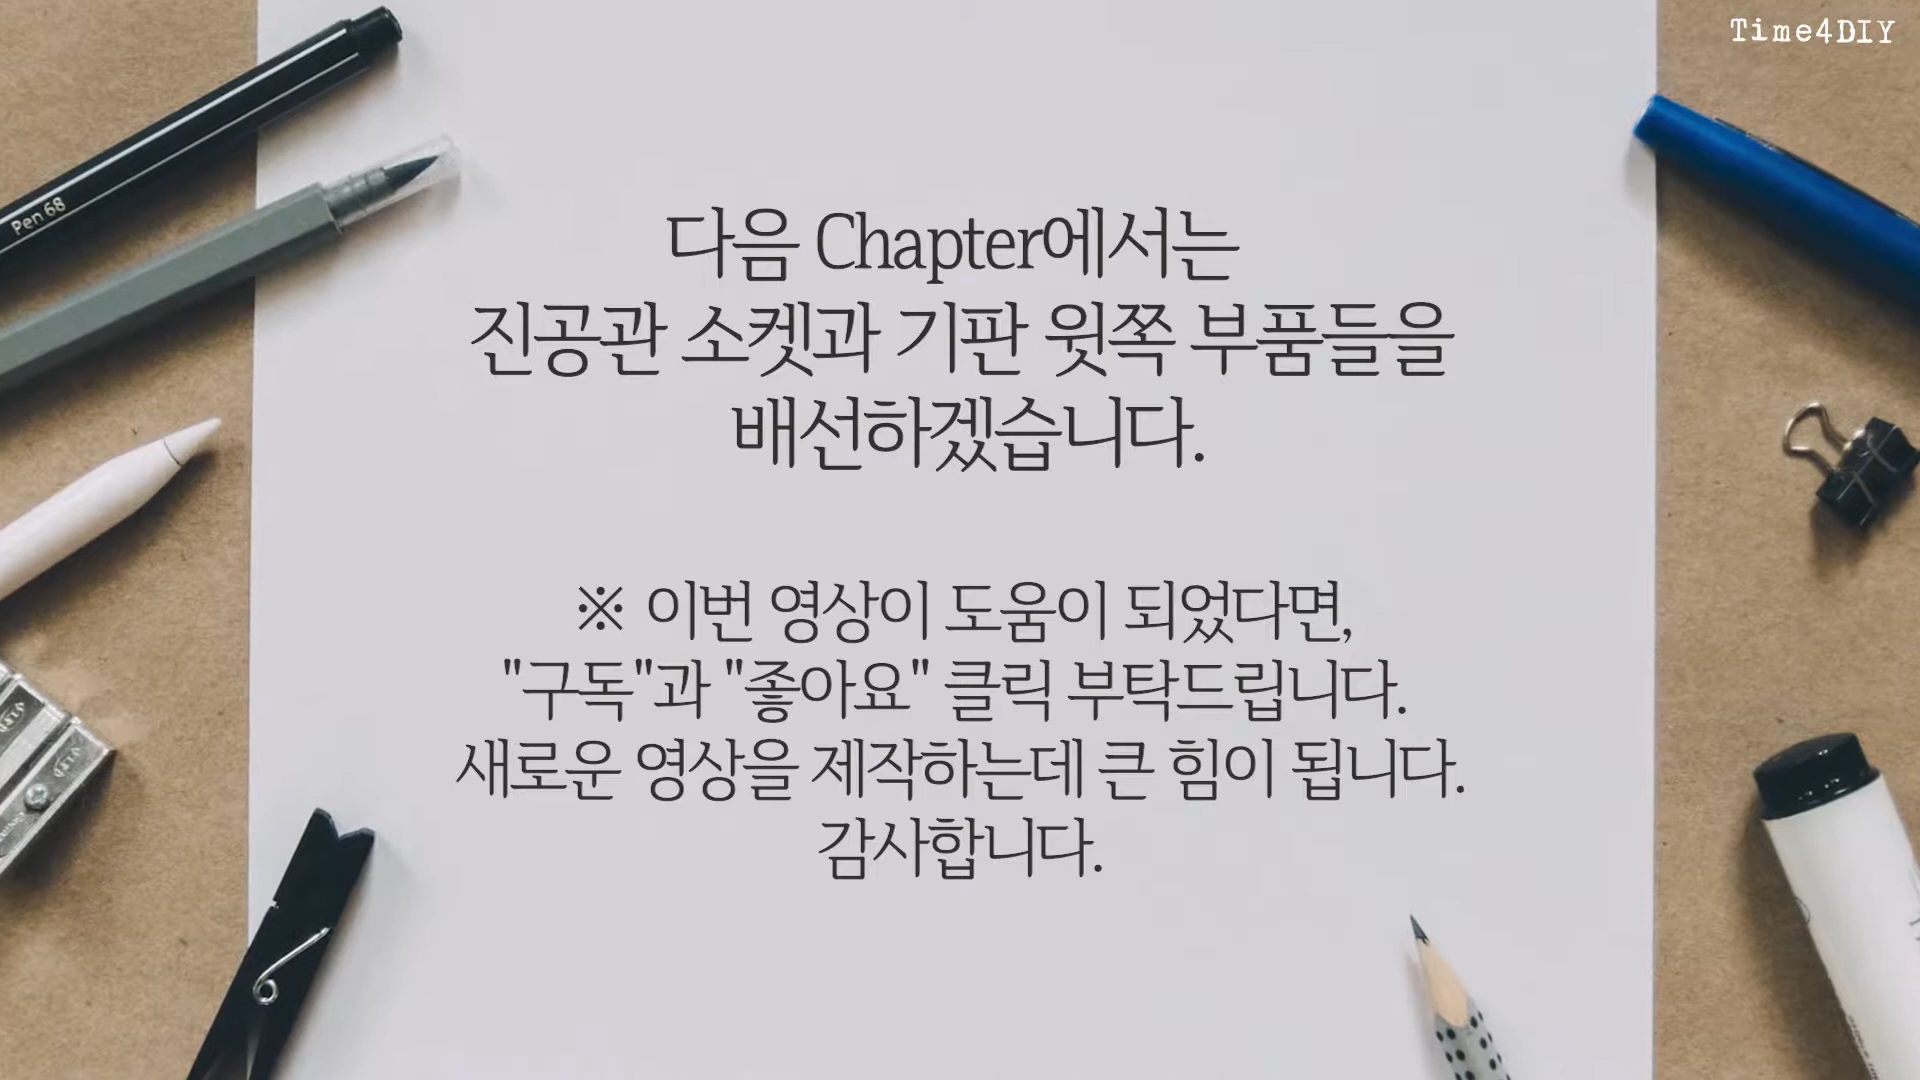 Time4DIY
Pen 68
다음 Chapter에서는
진공관 소켓과 기판 윗쪽 부품들을
배선하겠습니다.
※ 이번 영상이 도움이 되었다면,
"구독"과 "좋아요" 클릭 부탁드립니다.
새로운 영상을 제작하는데 큰 힘이 됩니다.
감사합니다.